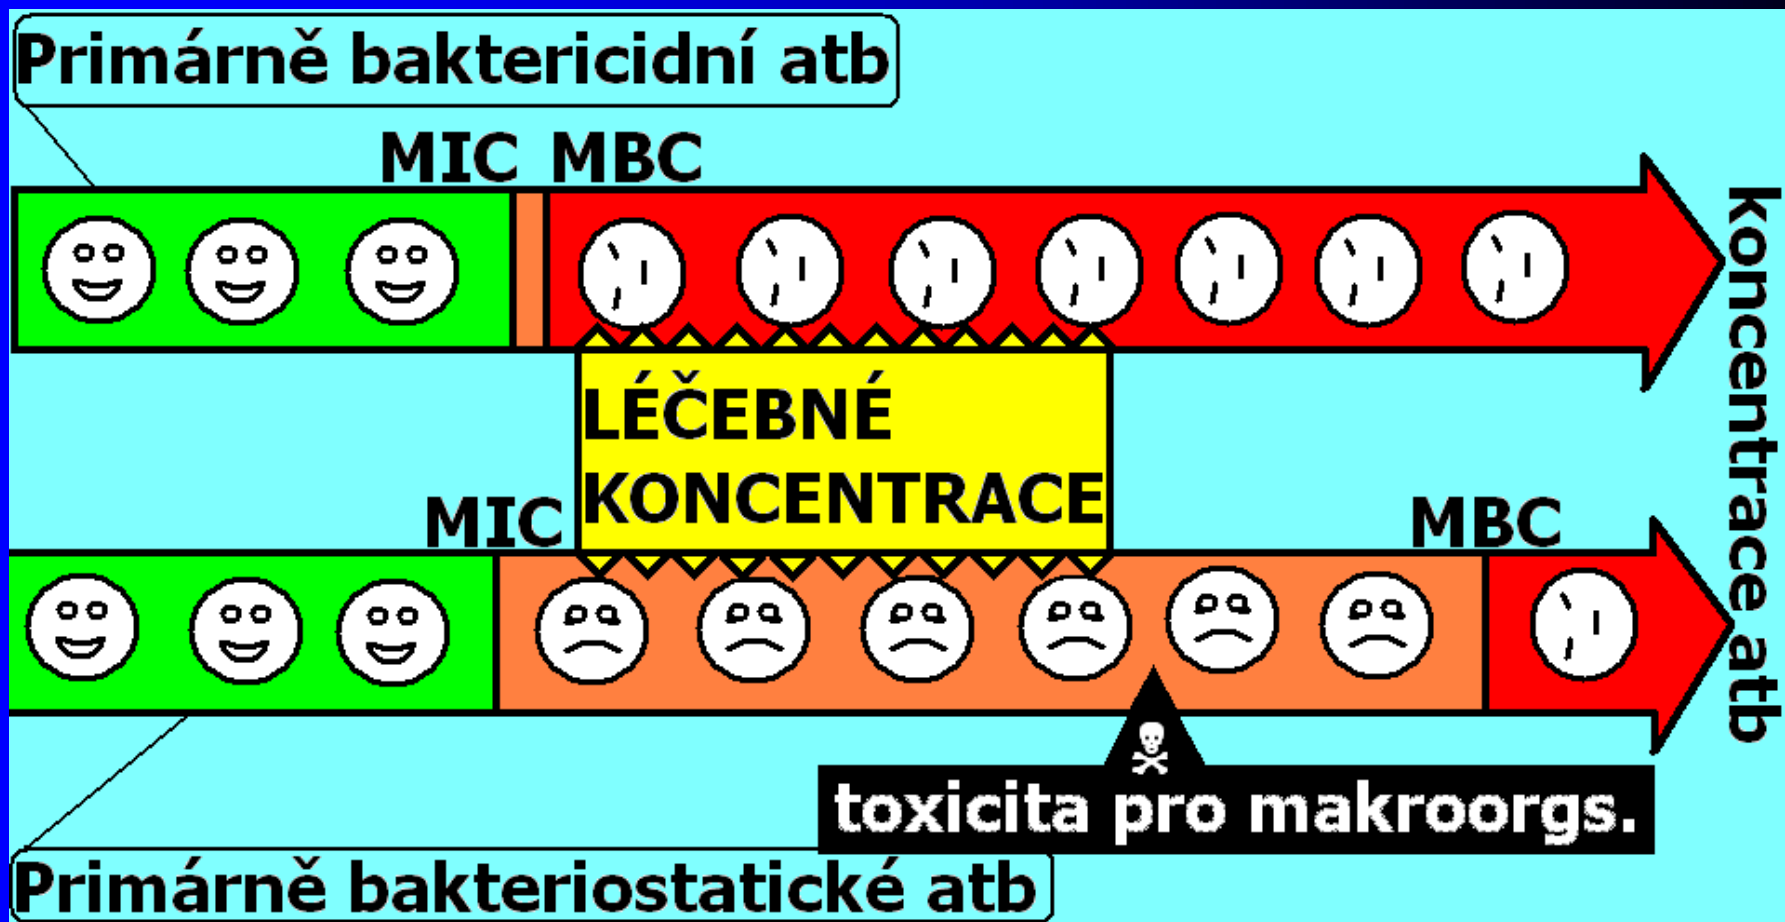 Primárně baktericidní atb
MIC MBC
LÉČEBNÉ
KONCENTRACE
MIC
MBC
koncentrace atb
toxicita pro makroorgs.
Primárně bakteriostatické atb